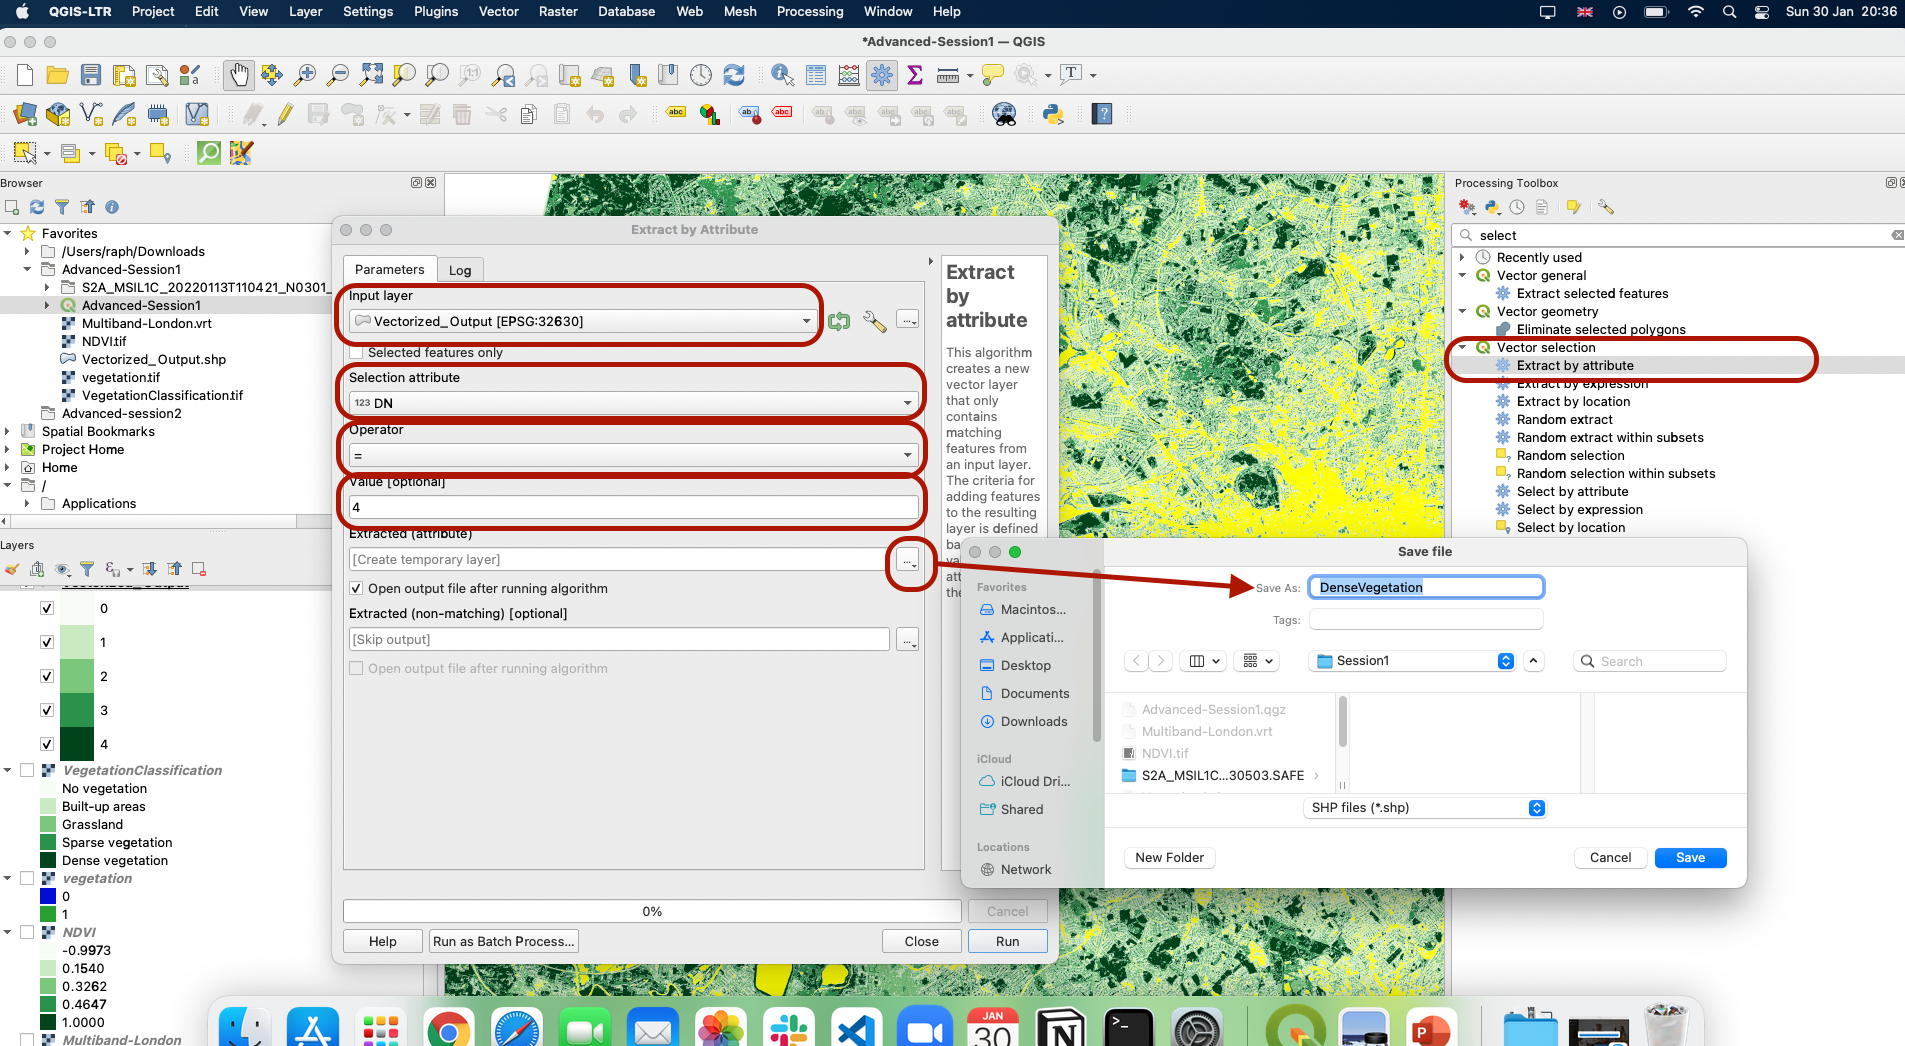 QGIS-LTR Project Edit View Layer Settings Plugins Vector Raster Database Web Mesh Processing Window Help Sun 30 Jan 20:36
*Advanced-Session1 — QGIS
Browser
Favorites
/Users/raph/Downloads
Advanced-Session1
S2A_MSIL1C_20220113T110421_N0301_
Advanced-Session1
Multiband-London.vrt
NDVI.tif
Vectorized_Output.shp
vegetation.tif
VegetationClassification.tif
Advanced-session2
Spatial Bookmarks
Project Home
Home
/
Applications
Layers
Vectorized_Output
0
1
2
3
4
VegetationClassification
No vegetation
Built-up areas
Grassland
Sparse vegetation
Dense vegetation
vegetation
0
1
NDVI
-0.9973
0.1540
0.3262
0.4647
1.0000
Multiband-London
Extract by Attribute
Parameters Log
Input layer
Vectorized_Output [EPSG:32630]
Selected features only
Selection attribute
123 DN
Operator
=
Value [optional]
4
Extracted (attribute)
[Create temporary layer]
Open output file after running algorithm
Extracted (non-matching) [optional]
[Skip output]
Open output file after running algorithm
0%
Cancel
Help Run as Batch Process... Close Run
Extract
by
attribute
This algorithm
creates a new
vector layer
that only
contains
matching
features from
an input layer.
The criteria for
adding features
to the resulting
layer is defined
ba
va
att
the
Processing Toolbox
select
Recently used
Vector general
Extract selected features
Vector geometry
Eliminate selected polygons
Vector selection
Extract by attribute
Extract by expression
Extract by location
Random extract
Random extract within subsets
Random selection
Random selection within subsets
Select by attribute
Select by expression
Select by location
Save file
Favorites
Macintos...
Applicati...
Desktop
Documents
Downloads
iCloud
iCloud Dri...
Shared
Locations
Network
Save As: DenseVegetation
Tags:
Session1
Search
Advanced-Session1.qgz
Multiband-London.vrt
NDVI.tif
S2A_MSIL1C...30503.SAFE
SHP files (*.shp)
New Folder Cancel Save
JAN
30